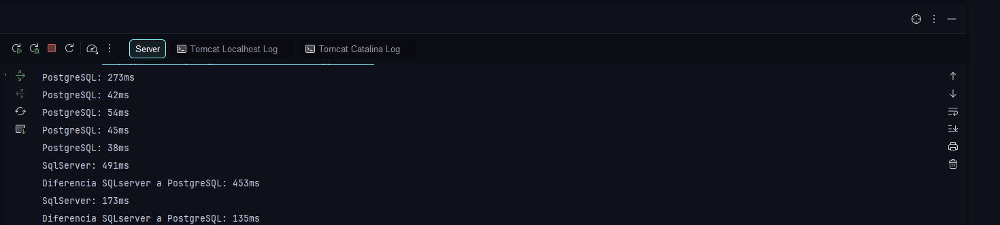 Server Tomcat Localhost Log Tomcat Catalina Log
PostgreSQL: 273ms
PostgreSQL: 42ms
PostgreSQL: 54ms
PostgreSQL: 45ms
PostgreSQL: 38ms
SqlServer: 491ms
Diferencia SQLserver a PostgreSQL: 453ms
SqlServer: 173ms
Diferencia SQLserver a PostgreSQL: 135ms